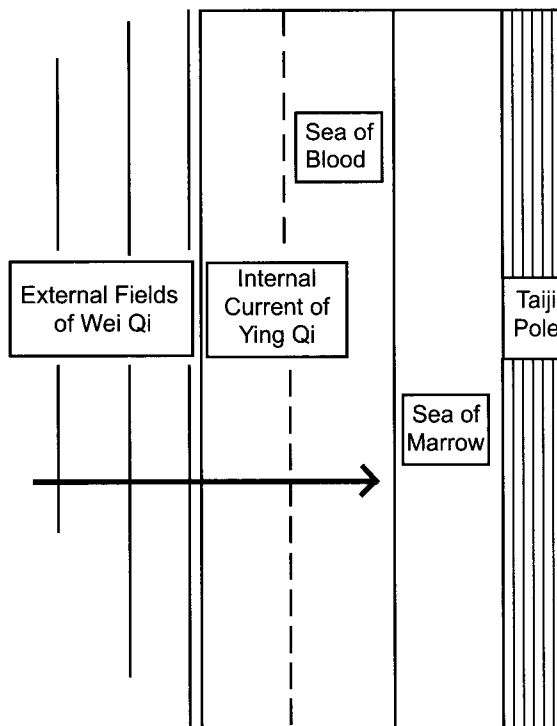 Sea of
Blood
External Fields
of Wei Qi
Internal
Current of
Ying Qi
Taiji
Pole
Sea of
Marrow